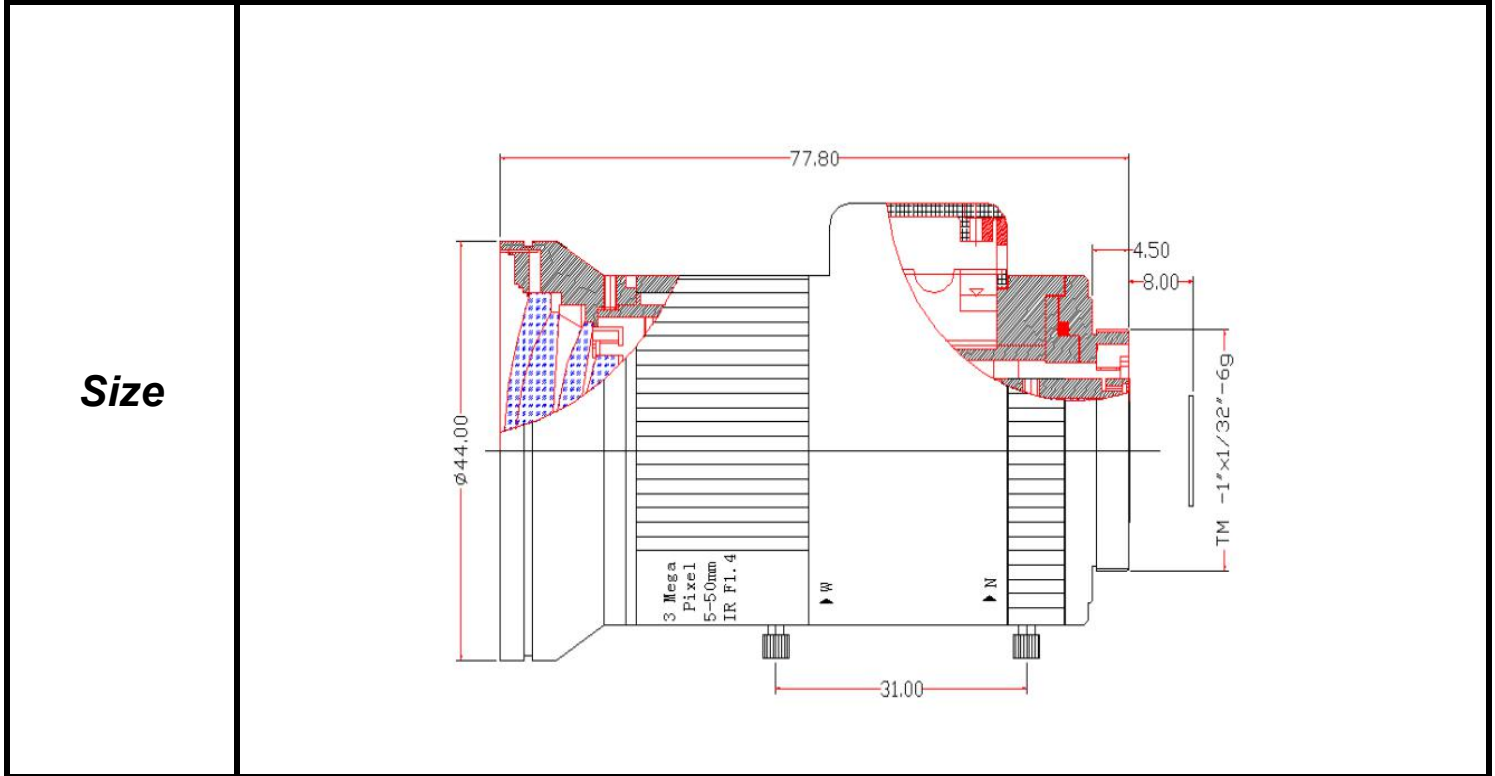 Size
77.80
4.50
8.00
ø44.00
TM -1"x1/32"-6g
3 Mega
Pixel
5-50mm
IR F1.4
W
N
31.00